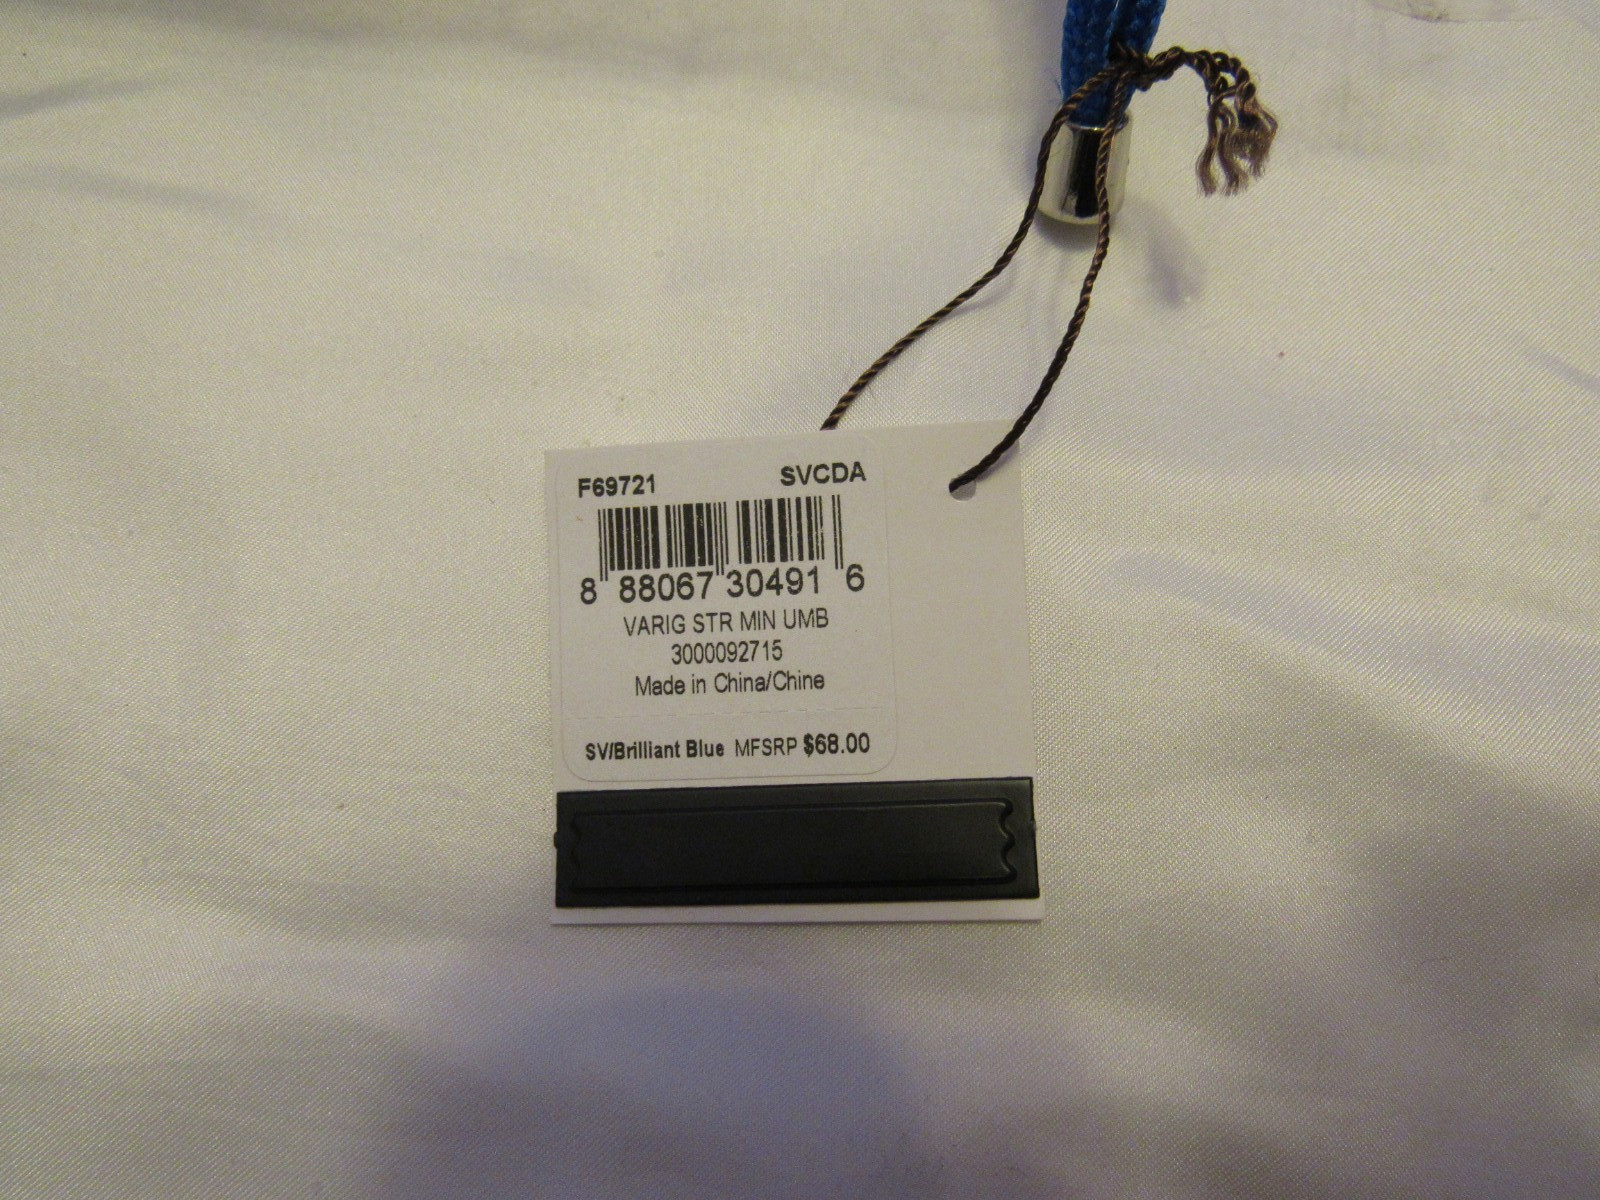 F69721 SVCDA
8 88067 30491 6
VARIG STR MIN UMB
3000092715
Made in China/Chine
SV/Brilliant Blue MFSRP $68.00